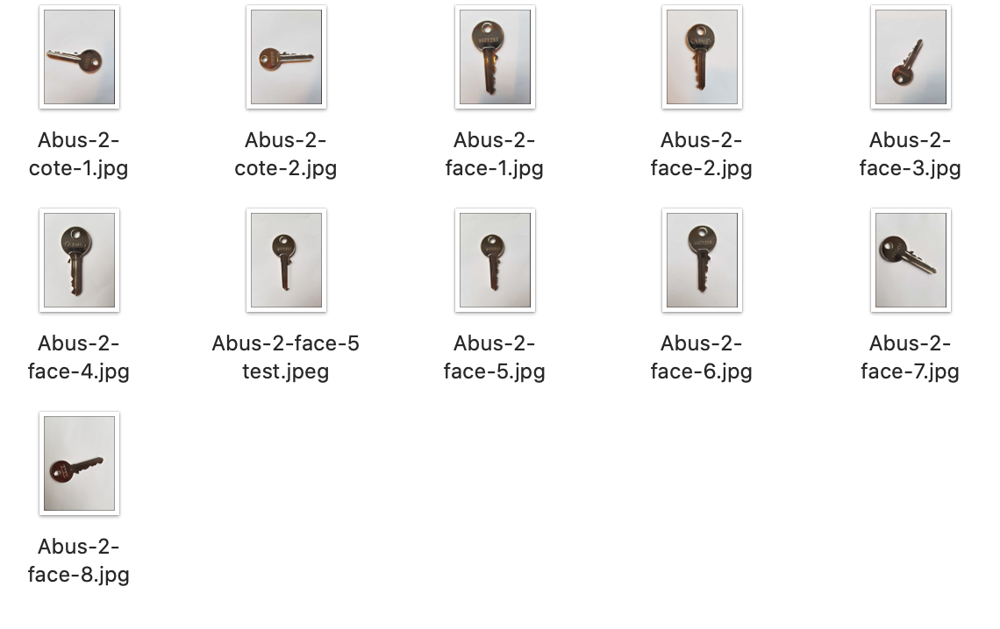 Abus-2-
cote-1.jpg
Abus-2-
cote-2.jpg
Abus-2-
face-1.jpg
Abus-2-
face-2.jpg
Abus-2-
face-3.jpg
Abus-2-
face-4.jpg
Abus-2-face-5
test.jpeg
Abus-2-
face-5.jpg
Abus-2-
face-6.jpg
Abus-2-
face-7.jpg
Abus-2-
face-8.jpg